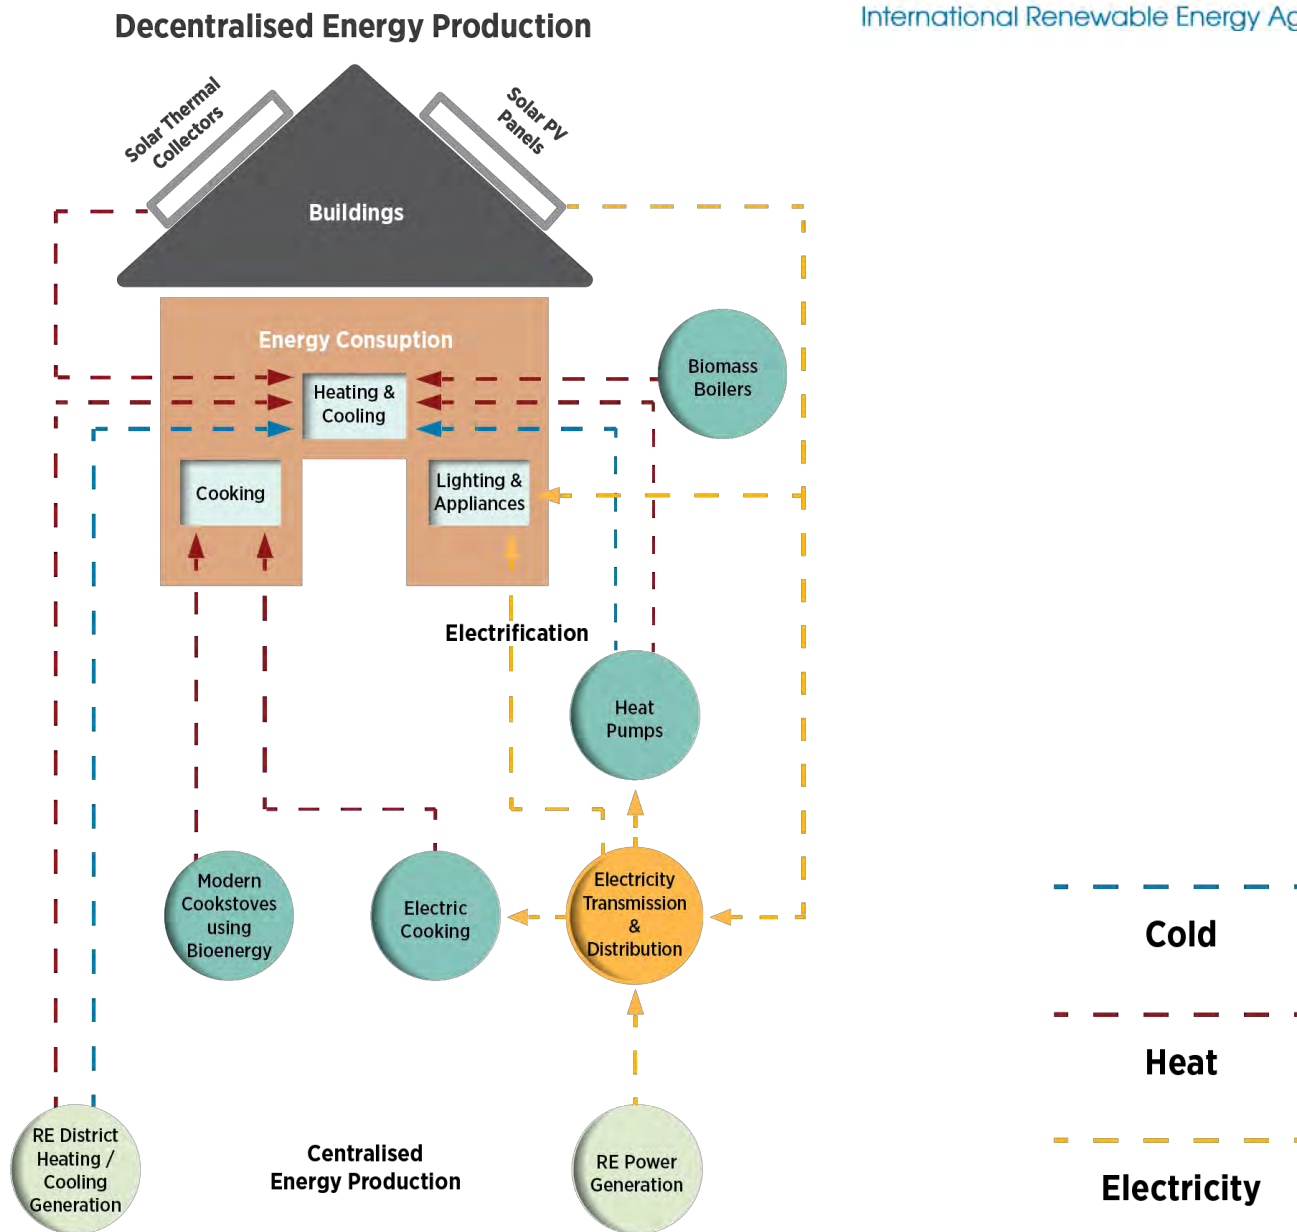 Decentralised Energy Production
International Renewable Energy Ag
Solar Thermal
Collectors
Solar PV
Panels
Buildings
Energy Consuption
Heating &
Cooling
Biomass
Boilers
Cooking
Lighting &
Appliances
Electrification
Heat
Pumps
Modern
Cookstoves
using
Bioenergy
Electric
Cooking
Electricity
Transmission
&
Distribution
Cold
Heat
Electricity
RE District
Heating /
Cooling
Generation
Centralised
Energy Production
RE Power
Generation